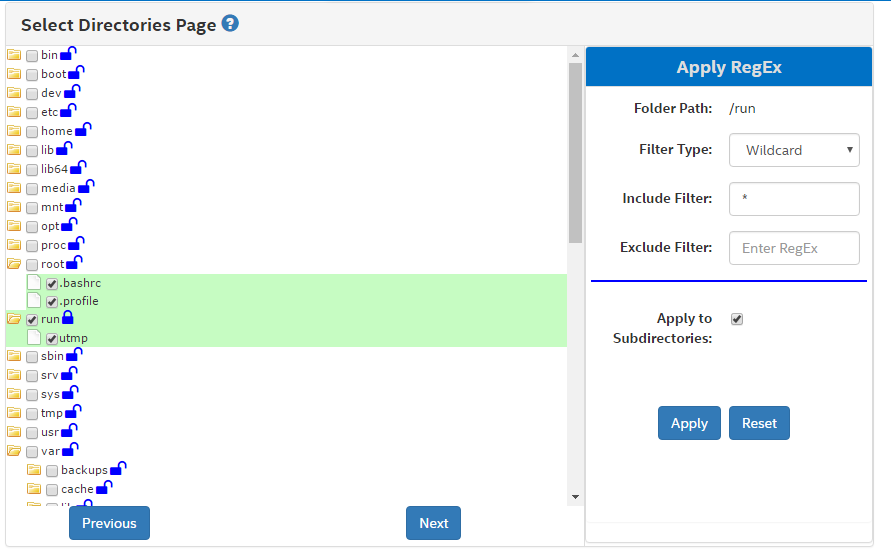 Select Directories Page ?
bin
boot
dev
etc
home
lib
lib64
media
mnt
opt
proc
root
.bashrc
.profile
run
utmp
sbin
srv
sys
tmp
usr
var
backups
cache
Previous
Next
Apply RegEx
Folder Path: /run
Filter Type: Wildcard
Include Filter: *
Exclude Filter: Enter RegEx
Apply to
Subdirectories:
Apply Reset